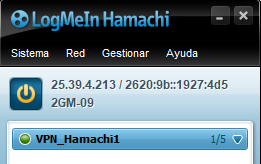 LogMeIn Hamachi
Sistema Red Gestionar Ayuda
25.39.4.213 / 2620:9b::1927:4d5
2GM-09
VPN_Hamachi1 1/5